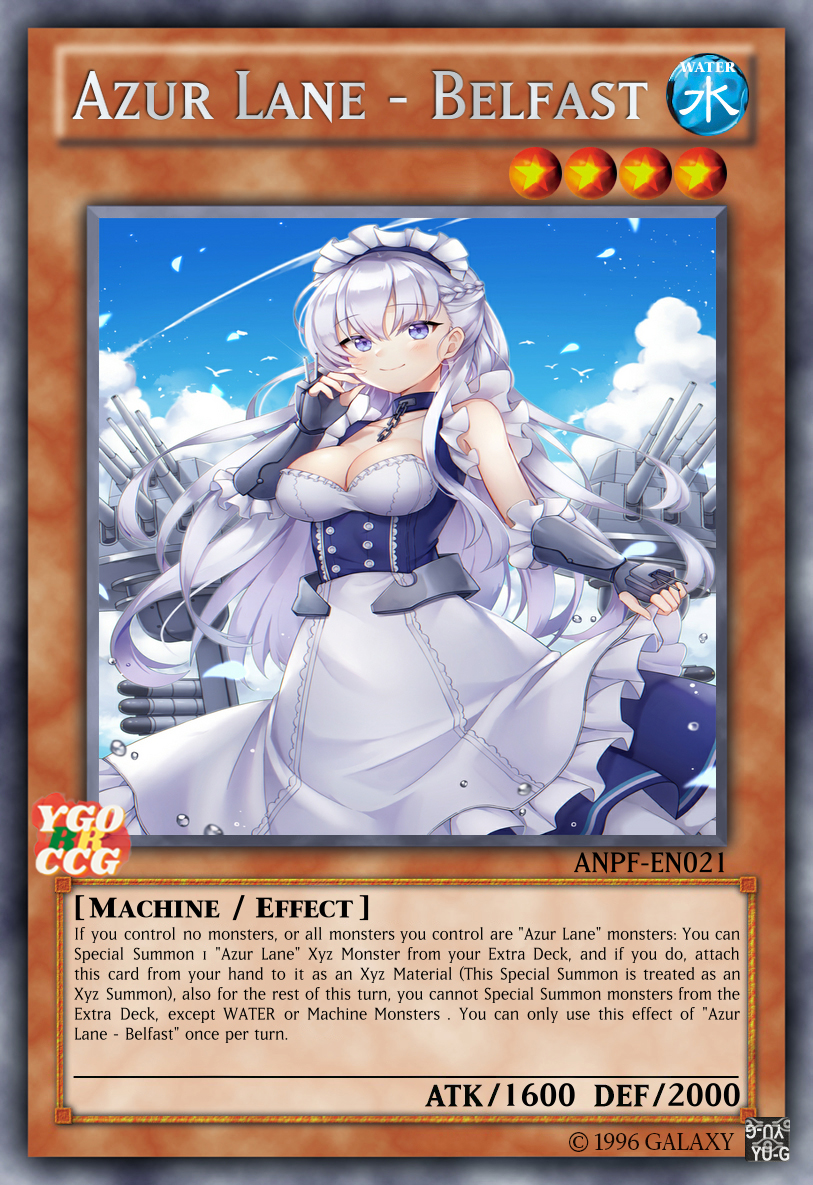 Azur Lane - Belfast
WATER
水
YGO
RR
CCG
ANPF-EN021
[ Machine / Effect ]
If you control no monsters, or all monsters you control are "Azur Lane" monsters: You can
Special Summon 1 "Azur Lane" Xyz Monster from your Extra Deck, and if you do, attach
this card from your hand to it as an Xyz Material (This Special Summon is treated as an
Xyz Summon), also for the rest of this turn, you cannot Special Summon monsters from the
Extra Deck, except WATER or Machine Monsters . You can only use this effect of "Azur
Lane - Belfast" once per turn.
ATK/1600 DEF/2000
© 1996 GALAXY
YU-G
YU-G